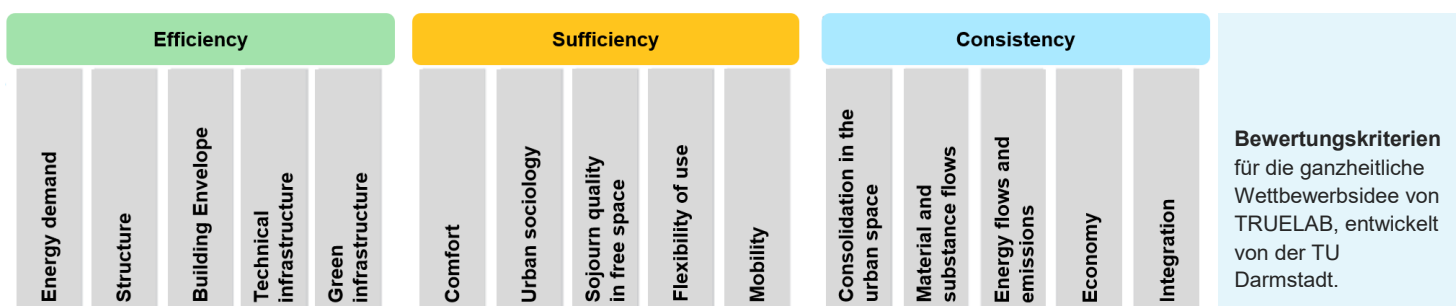 Efficiency
Energy demand
Structure
Building Envelope
Technical
infrastructure
Green
infrastructure
Sufficiency
Comfort
Urban sociology
Sojourn quality
in free space
Flexibility of use
Mobility
Consistency
Consolidation in the
urban space
Material and
substance flows
Energy flows and
emissions
Economy
Integration
Bewertungskriterien
für die ganzheitliche
Wettbewerbsidee von
TRUELAB, entwickelt
von der TU
Darmstadt.